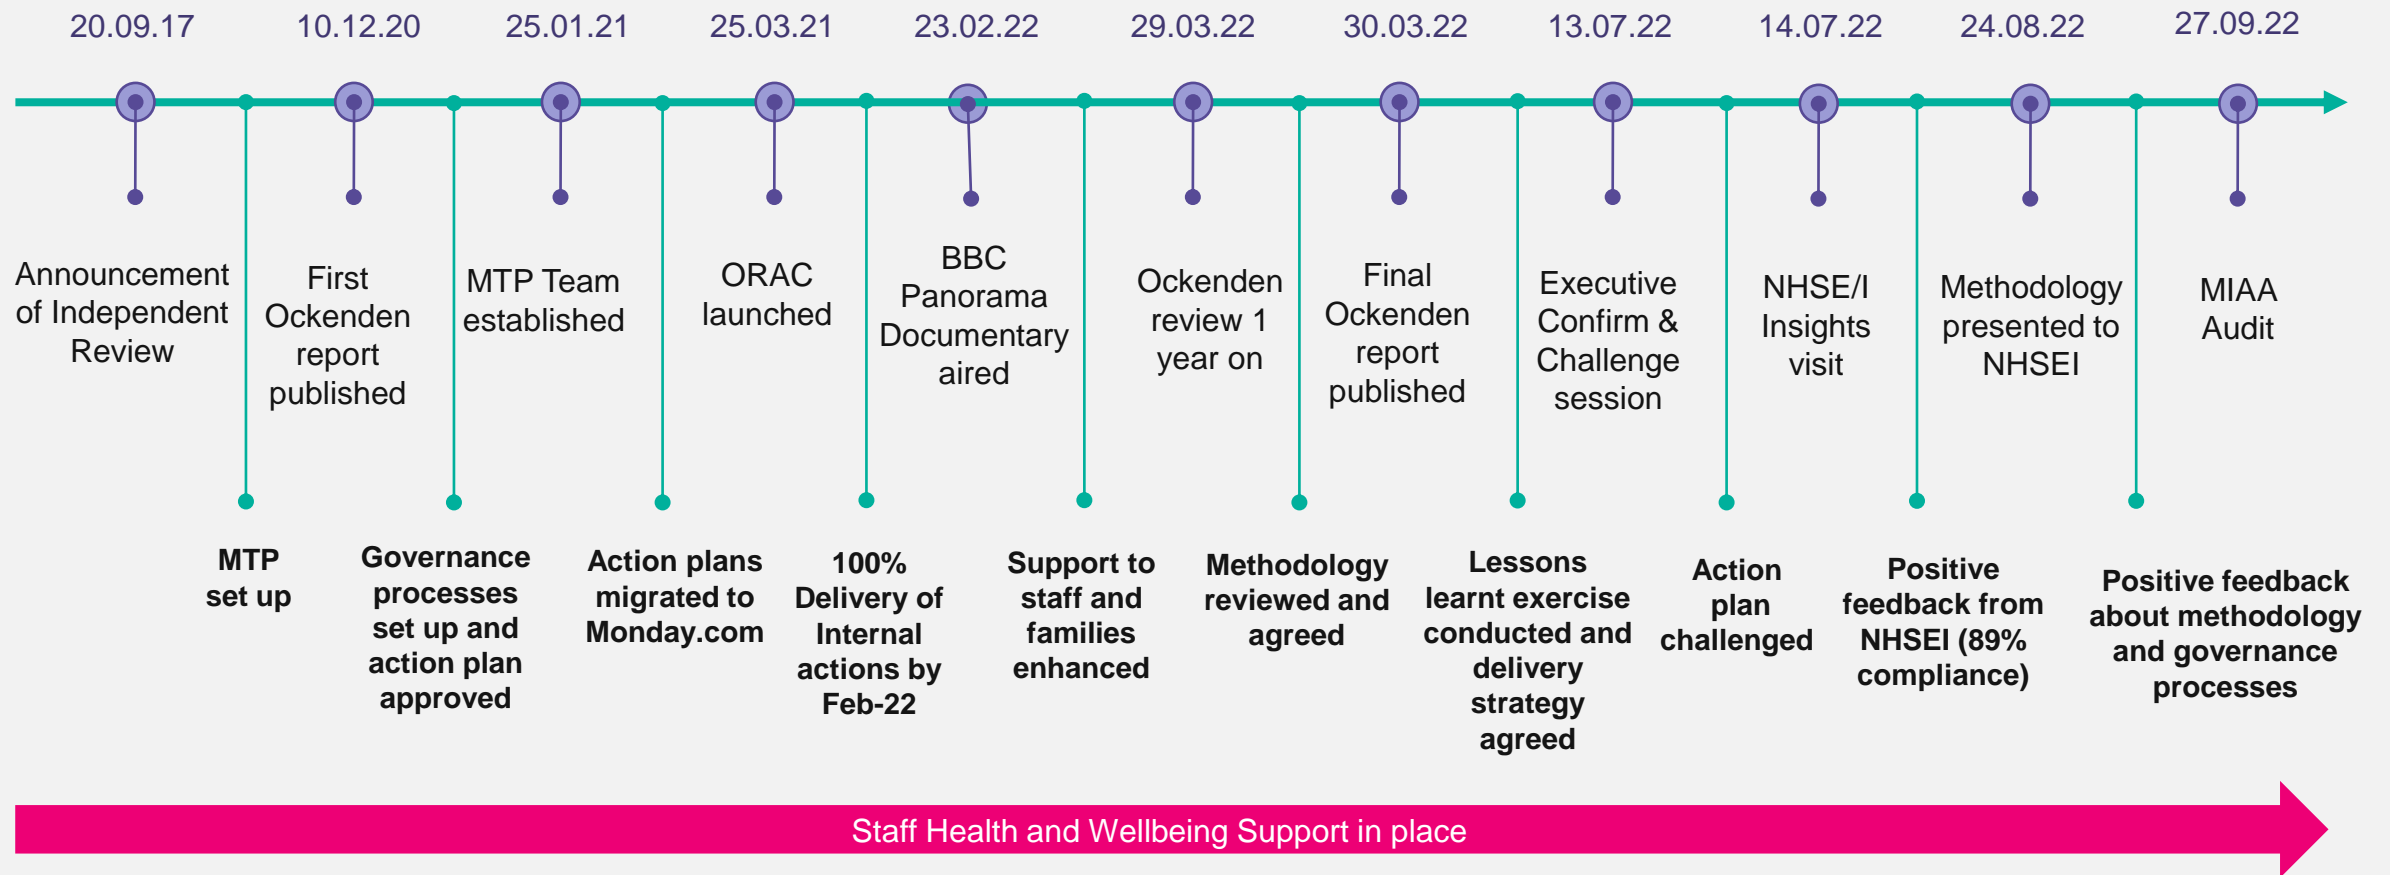 20.09.17
10.12.20
25.01.21
25.03.21
23.02.22
29.03.22
30.03.22
13.07.22
14.07.22
24.08.22
27.09.22
Announcement
of Independent
Review
First
Ockenden
report
published
MTP Team
established
ORAC
launched
BBC
Panorama
Documentary
aired
Ockenden
review 1
year on
Final
Ockenden
report
published
Executive
Confirm &
Challenge
session
NHSE/I
Insights
visit
Methodology
presented to
NHSEI
MIAA
Audit
MTP
set up
Governance
processes
set up and
action plan
approved
Action plans
migrated to
Monday.com
100%
Delivery of
Internal
actions by
Feb-22
Support to
staff and
families
enhanced
Methodology
reviewed and
agreed
Lessons
learnt exercise
conducted and
delivery
strategy
agreed
Action
plan
challenged
Positive
feedback from
NHSEI (89%
compliance)
Positive feedback
about methodology
and governance
processes
Staff Health and Wellbeing Support in place